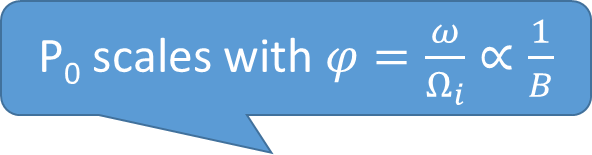 P₀ scales with φ = ω/Ωᵢ ∝ 1/B